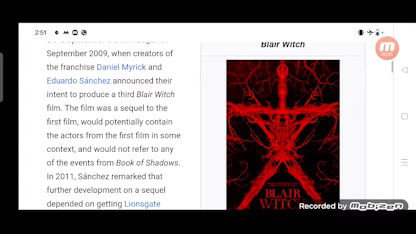 2:51
September 2009, when creators of
the franchise Daniel Myrick and
Eduardo Sánchez announced their
intent to produce a third Blair Witch
film. The film was a sequel to the
first film, would potentially contain
the actors from the first film in some
context, and would not refer to any
of the events from Book of Shadows.
In 2011, Sánchez remarked that
further development on a sequel
depended on getting Lionsgate
Blair Witch
BLAIR
WITCH
Recorded by Mobizen